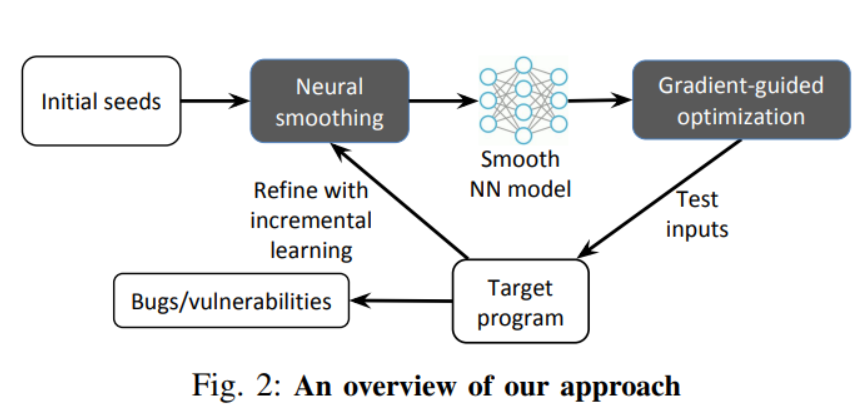 Initial seeds
Neural
smoothing
Smooth
NN model
Gradient-guided
optimization
Refine with
incremental
learning
Test
inputs
Bugs/vulnerabilities
Target
program
Fig. 2: An overview of our approach